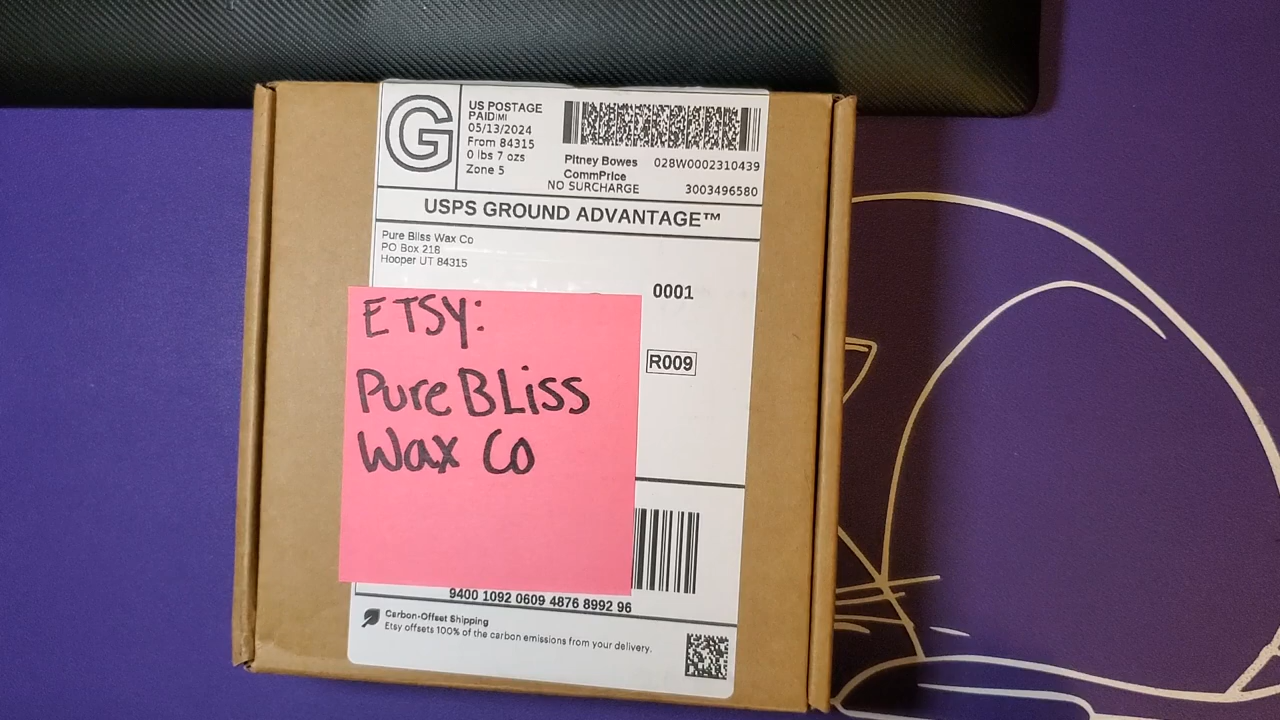 G
US POSTAGE
PAID IMI
05/13/2024
From 84315
0 lbs 7 ozs
Zone 5
Pitney Bowes 028W0002310439
CommPrice
NO SURCHARGE 3003496580
USPS GROUND ADVANTAGE™
Pure Bliss Wax Co
PO Box 218
Hooper UT 84315
0001
R009
ETSY:
Pure BLiss
Wax Co
9400 1092 0609 4876 8992 96
Carbon-Offset Shipping
Etsy offsets 100% of the carbon emissions from your delivery.